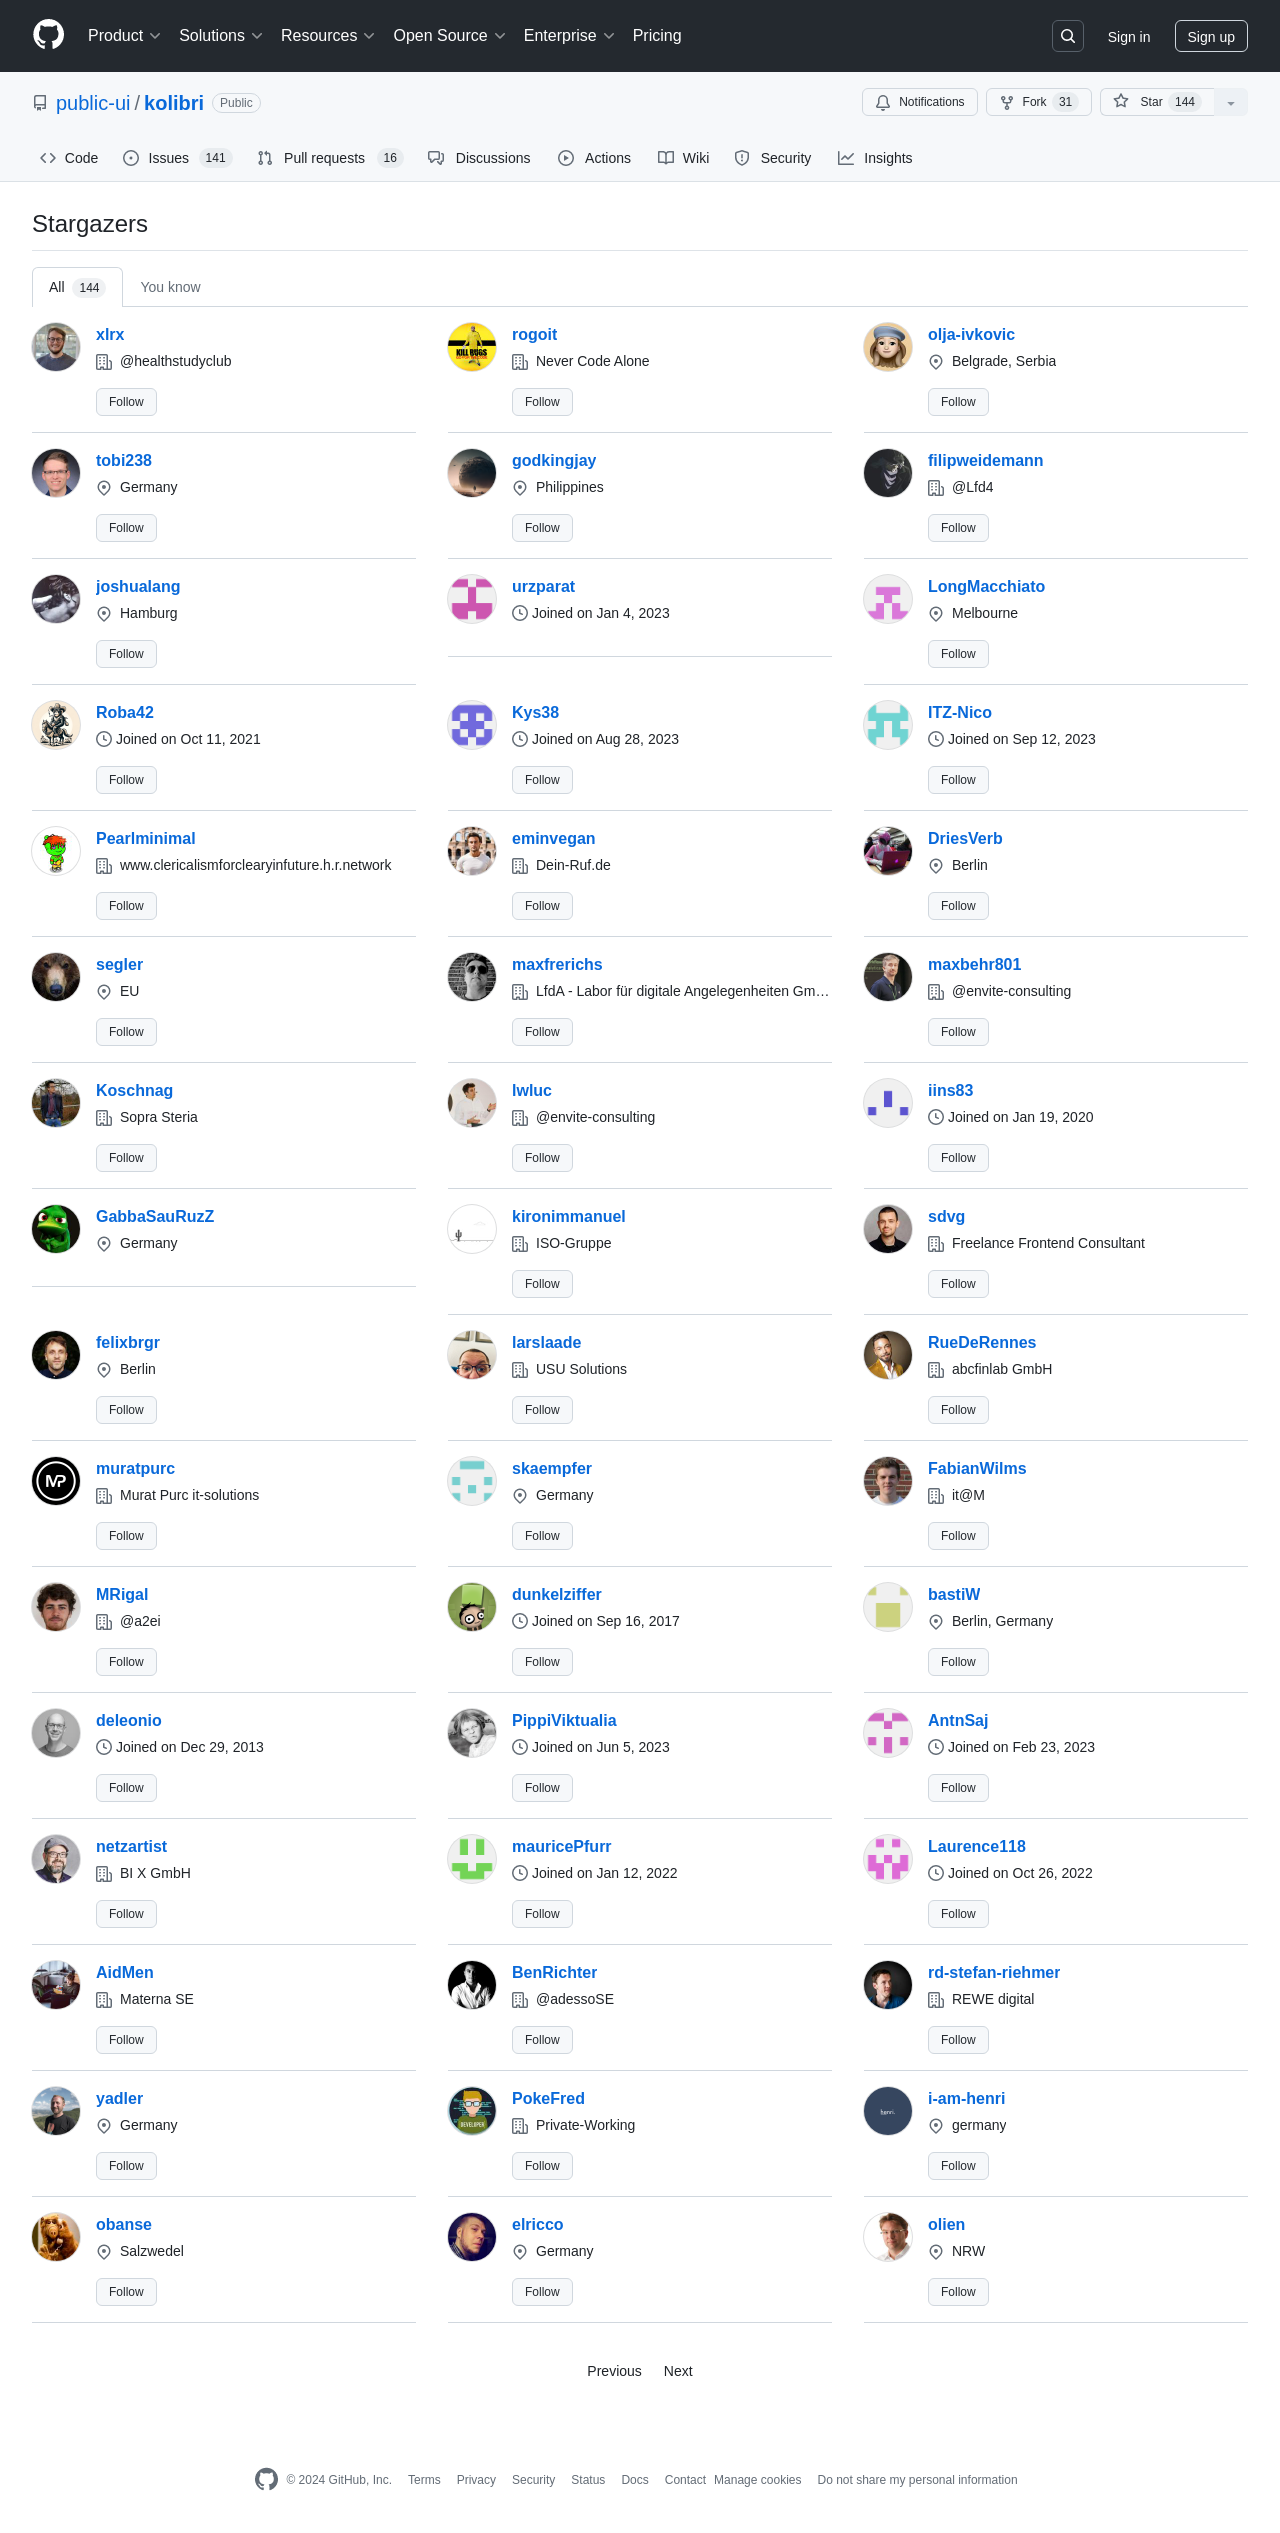 Product Solutions Resources Open Source Enterprise Pricing Sign in Sign up
public-ui / kolibri Public Notifications Fork 31 Star 144
Code Issues 141 Pull requests 16 Discussions Actions Wiki Security Insights
Stargazers
All 144 You know
xlrx rogoit olja-ivkovic
@healthstudyclub Never Code Alone Belgrade, Serbia
Follow Follow Follow
tobi238 godkingjay filipweidemann
Germany Philippines @Lfd4
Follow Follow Follow
joshualang urzparat LongMacchiato
Hamburg Joined on Jan 4, 2023 Melbourne
Follow Follow
Roba42 Kys38 ITZ-Nico
Joined on Oct 11, 2021 Joined on Aug 28, 2023 Joined on Sep 12, 2023
Follow Follow Follow
Pearlminimal eminvegan DriesVerb
www.clericalismforclearyinfuture.h.r.network Dein-Ruf.de Berlin
Follow Follow Follow
segler maxfrerichs maxbehr801
EU LfdA - Labor für digitale Angelegenheiten Gm… @envite-consulting
Follow Follow Follow
Koschnag lwluc iins83
Sopra Steria @envite-consulting Joined on Jan 19, 2020
Follow Follow Follow
GabbaSauRuzZ kironimmanuel sdvg
Germany ISO-Gruppe Freelance Frontend Consultant
Follow Follow
felixbrgr larslaade RueDeRennes
Berlin USU Solutions abcfinlab GmbH
Follow Follow Follow
muratpurc skaempfer FabianWilms
Murat Purc it-solutions Germany it@M
Follow Follow Follow
MRigal dunkelziffer bastiW
@a2ei Joined on Sep 16, 2017 Berlin, Germany
Follow Follow Follow
deleonio PippiViktualia AntnSaj
Joined on Dec 29, 2013 Joined on Jun 5, 2023 Joined on Feb 23, 2023
Follow Follow Follow
netzartist mauricePfurr Laurence118
BI X GmbH Joined on Jan 12, 2022 Joined on Oct 26, 2022
Follow Follow Follow
AidMen BenRichter rd-stefan-riehmer
Materna SE @adessoSE REWE digital
Follow Follow Follow
yadler PokeFred i-am-henri
Germany Private-Working germany
Follow Follow Follow
obanse elricco olien
Salzwedel Germany NRW
Follow Follow Follow
Previous Next
© 2024 GitHub, Inc. Terms Privacy Security Status Docs Contact Manage cookies Do not share my personal information